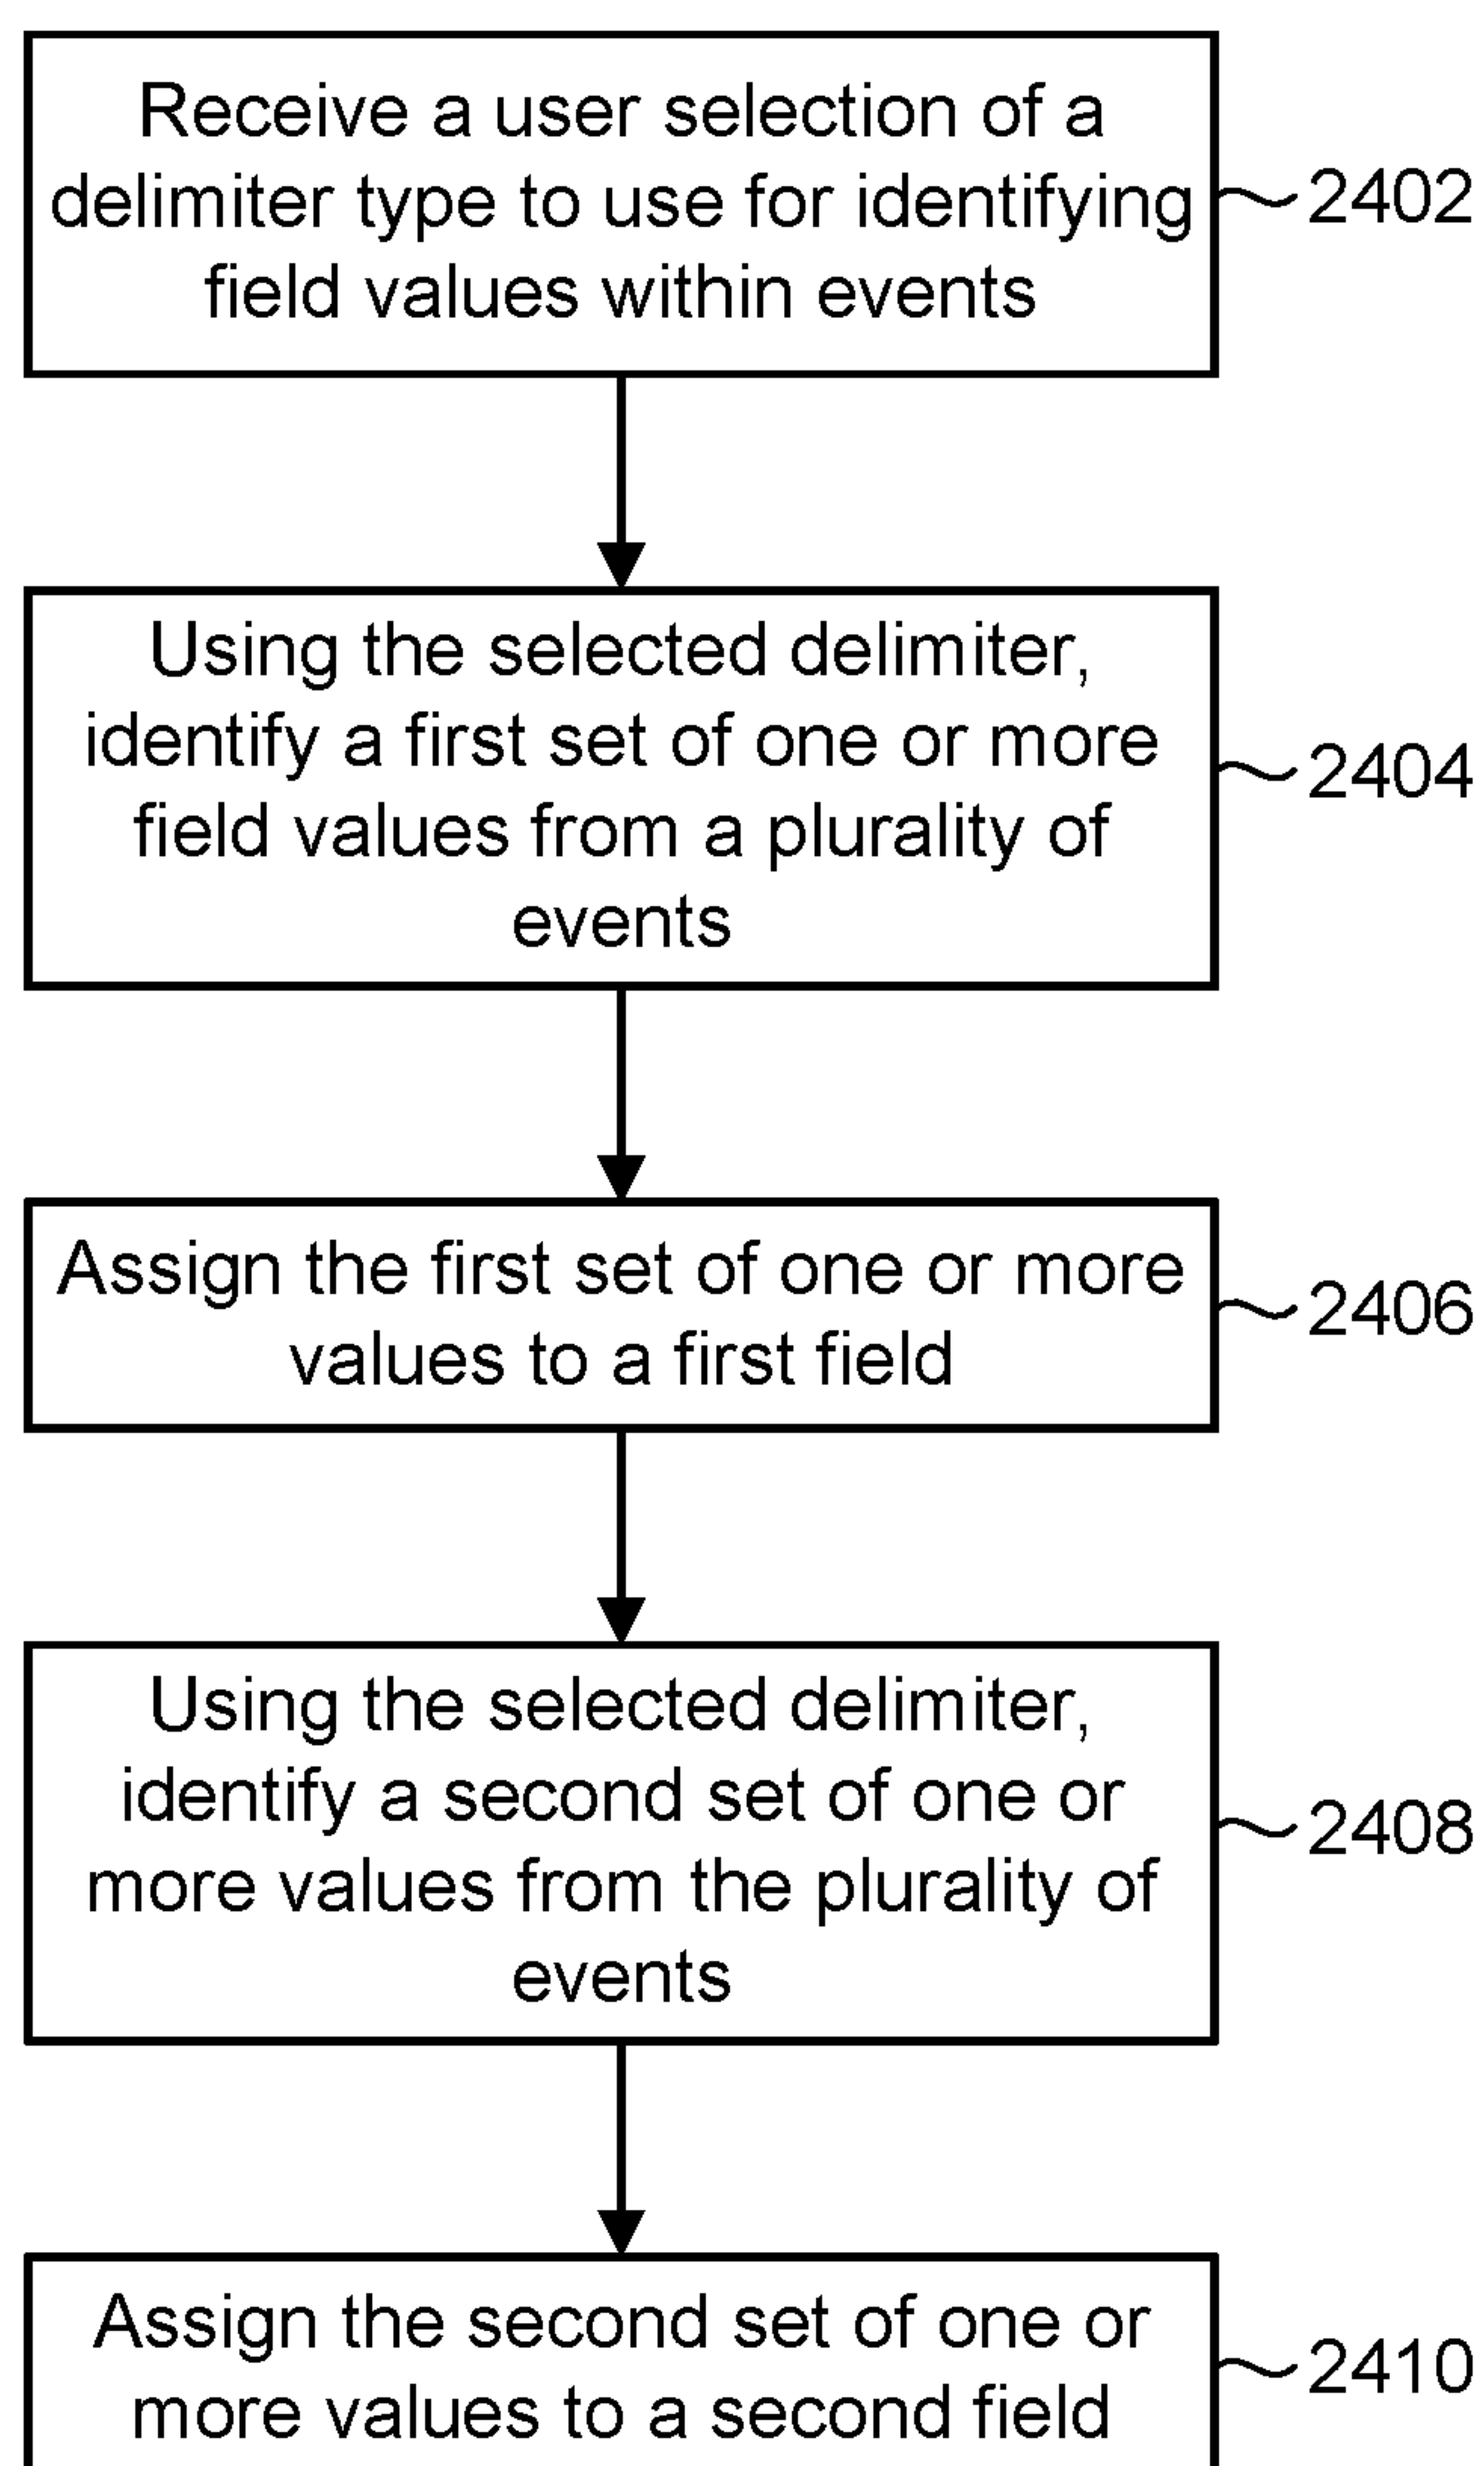 Receive a user selection of a
delimiter type to use for identifying
field values within events
2402
Using the selected delimiter,
identify a first set of one or more
field values from a plurality of
events
2404
Assign the first set of one or more
values to a first field
2406
Using the selected delimiter,
identify a second set of one or
more values from the plurality of
events
2408
Assign the second set of one or
more values to a second field
2410